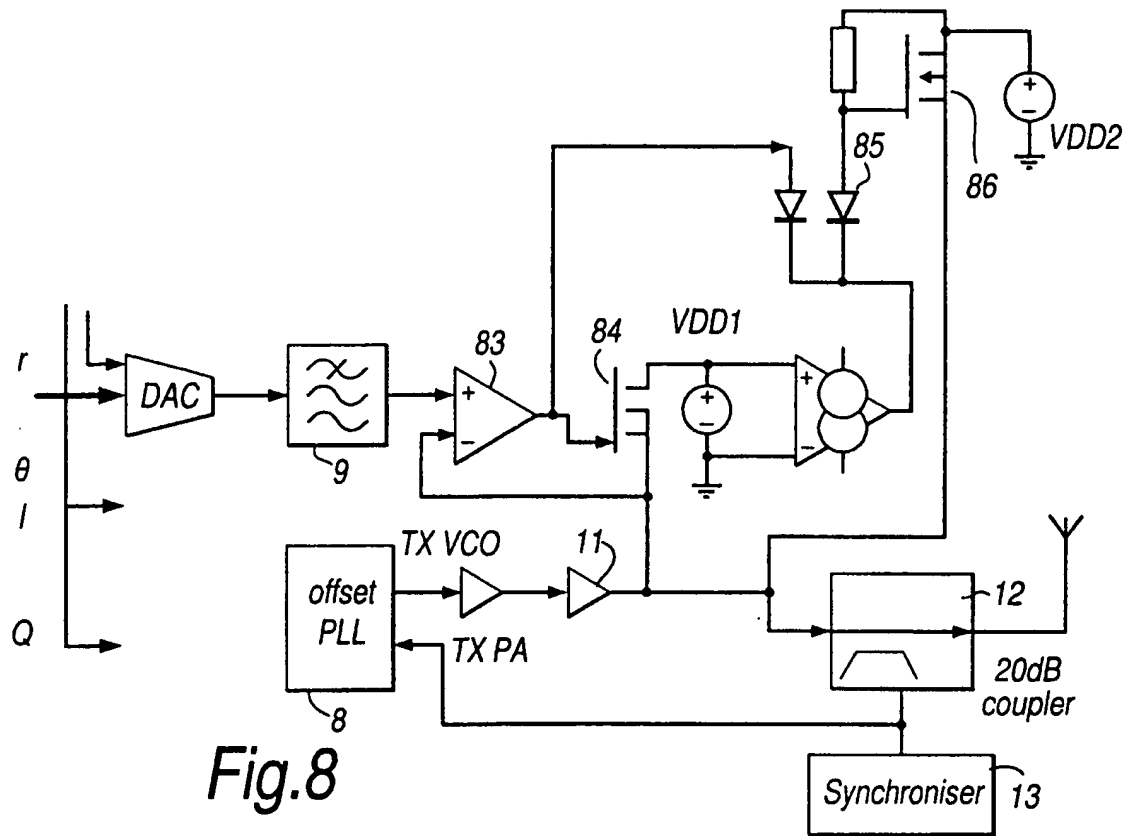 86
VDD2
85
84
VDD1
83
r
DAC
9
θ
I
Q
+
−
+
−
+
−
+
−
TX VCO
11
offset
PLL
TX PA
8
12
20dB
coupler
Synchroniser
13
Fig.8